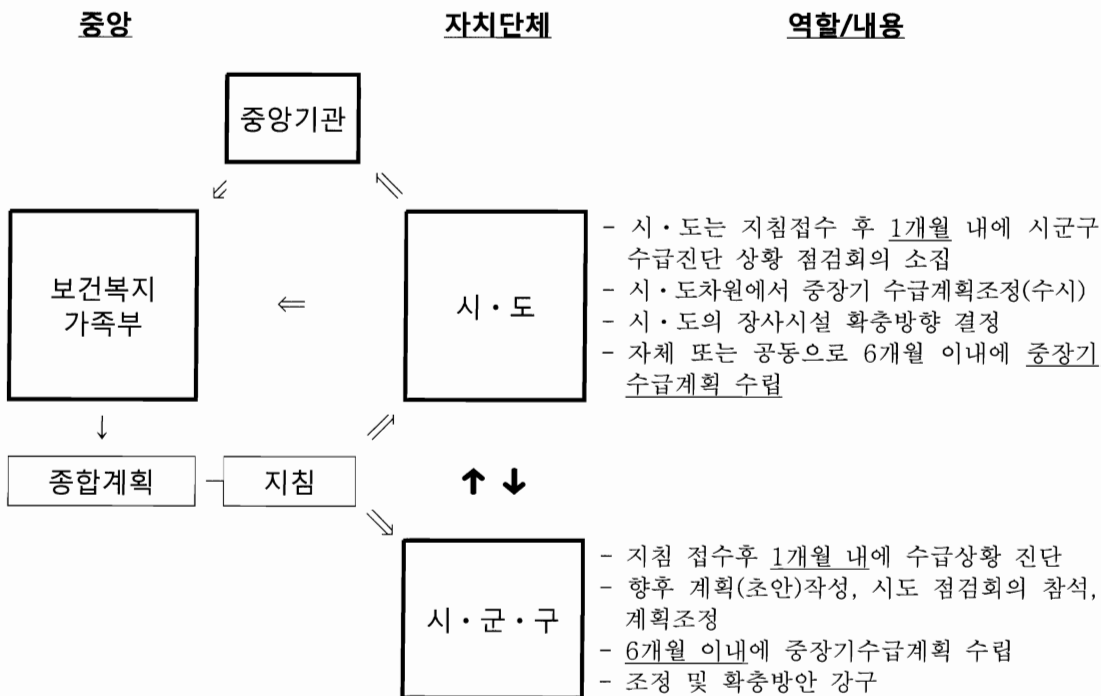 중앙
자치단체
역할/내용
중앙기관
⇙
⇖
보건복지
가족부
⇐
시・도
- 시・도는 지침접수 후 1개월 내에 시군구
수급진단 상황 점검회의 소집
- 시・도차원에서 중장기 수급계획조정(수시)
- 시・도의 장사시설 확충방향 결정
- 자체 또는 공동으로 6개월 이내에 중장기
수급계획 수립
↓
⇗
종합계획
지침
↑ ↓
⇘
시・군・구
- 지침 접수후 1개월 내에 수급상황 진단
- 향후 계획(초안)작성, 시도 점검회의 참석,
계획조정
- 6개월 이내에 중장기수급계획 수립
- 조정 및 확충방안 강구